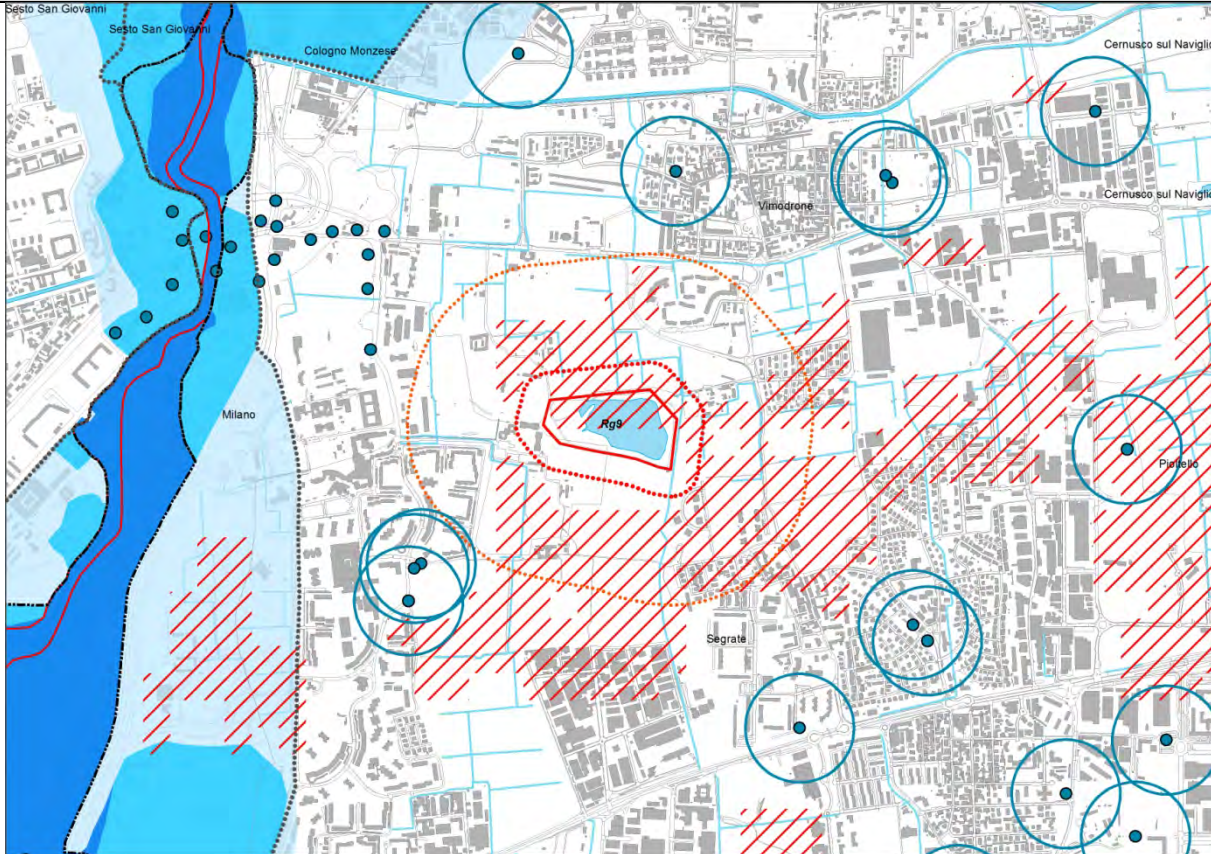 Sesto San Giovanni
Sesto San Giovanni
Cologno Monzese
Cernusco sul Naviglio
Cernusco sul Naviglio
Vimodrone
Milano
Rg9
Pioltello
Segrate